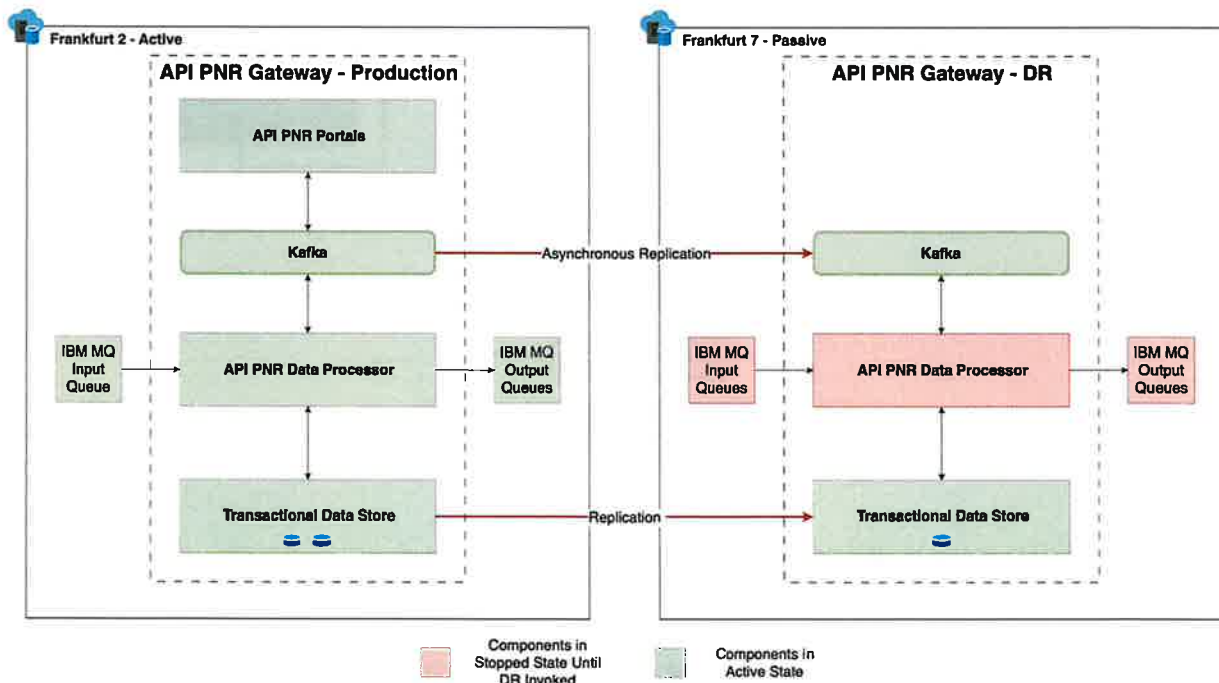 Frankfurt 2 - Active
API PNR Gateway - Production
API PNR Portals
Kafka
IBM MQ
Input
Queue
API PNR Data Processor
IBM MQ
Output
Queues
Transactional Data Store
Asynchronous Replication
Replication
Frankfurt 7 - Passive
API PNR Gateway - DR
Kafka
IBM MQ
Input
Queues
API PNR Data Processor
IBM MQ
Output
Queues
Transactional Data Store
Components in
Stopped State Until
DR Invoked
Components in
Active State